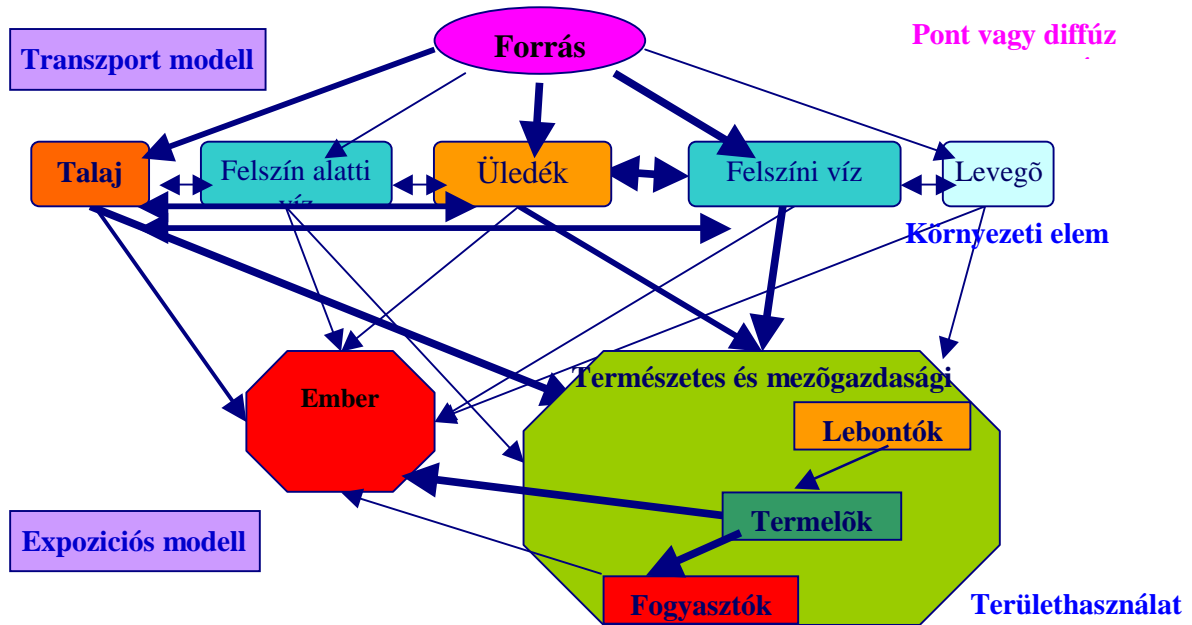 Forrás
Pont vagy diffúz
Transzport modell
Talaj
Felszín alatti
víz
Üledék
Felszíni víz
Levegõ
Környezeti elem
Természetes és mezõgazdasági
Ember
Lebontók
Termelõk
Expoziciós modell
Fogyasztók
Területhasználat